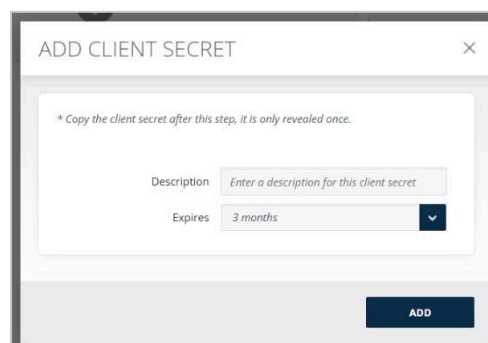 ADD CLIENT SECRET
* Copy the client secret after this step, it is only revealed once.
Description Enter a description for this client secret
Expires 3 months
ADD